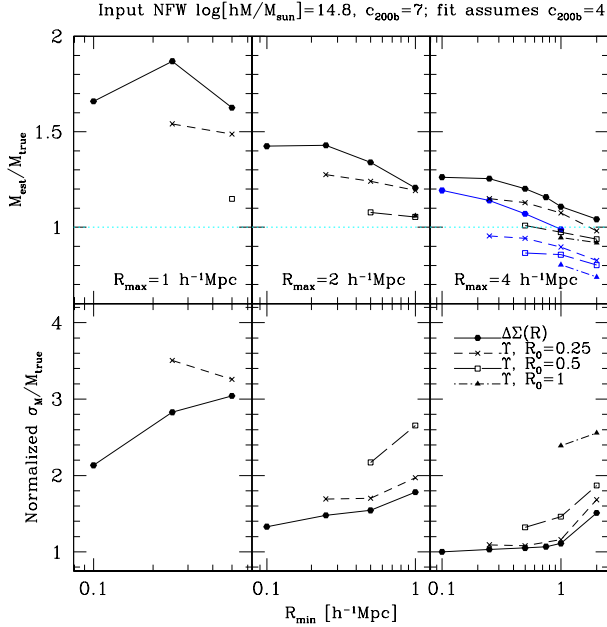 Input NFW log[hM/M_sun]=14.8, c_200b=7; fit assumes c_200b=4
2
1.5
1
M_est/M_true
R_max=1 h⁻¹Mpc
R_max=2 h⁻¹Mpc
R_max=4 h⁻¹Mpc
4
3
2
1
Normalized σ_M/M_true
ΔΣ(R)
ϒ, R_0=0.25
ϒ, R_0=0.5
ϒ, R_0=1
0.1
0.1
1
0.1
1
R_min [h⁻¹Mpc]